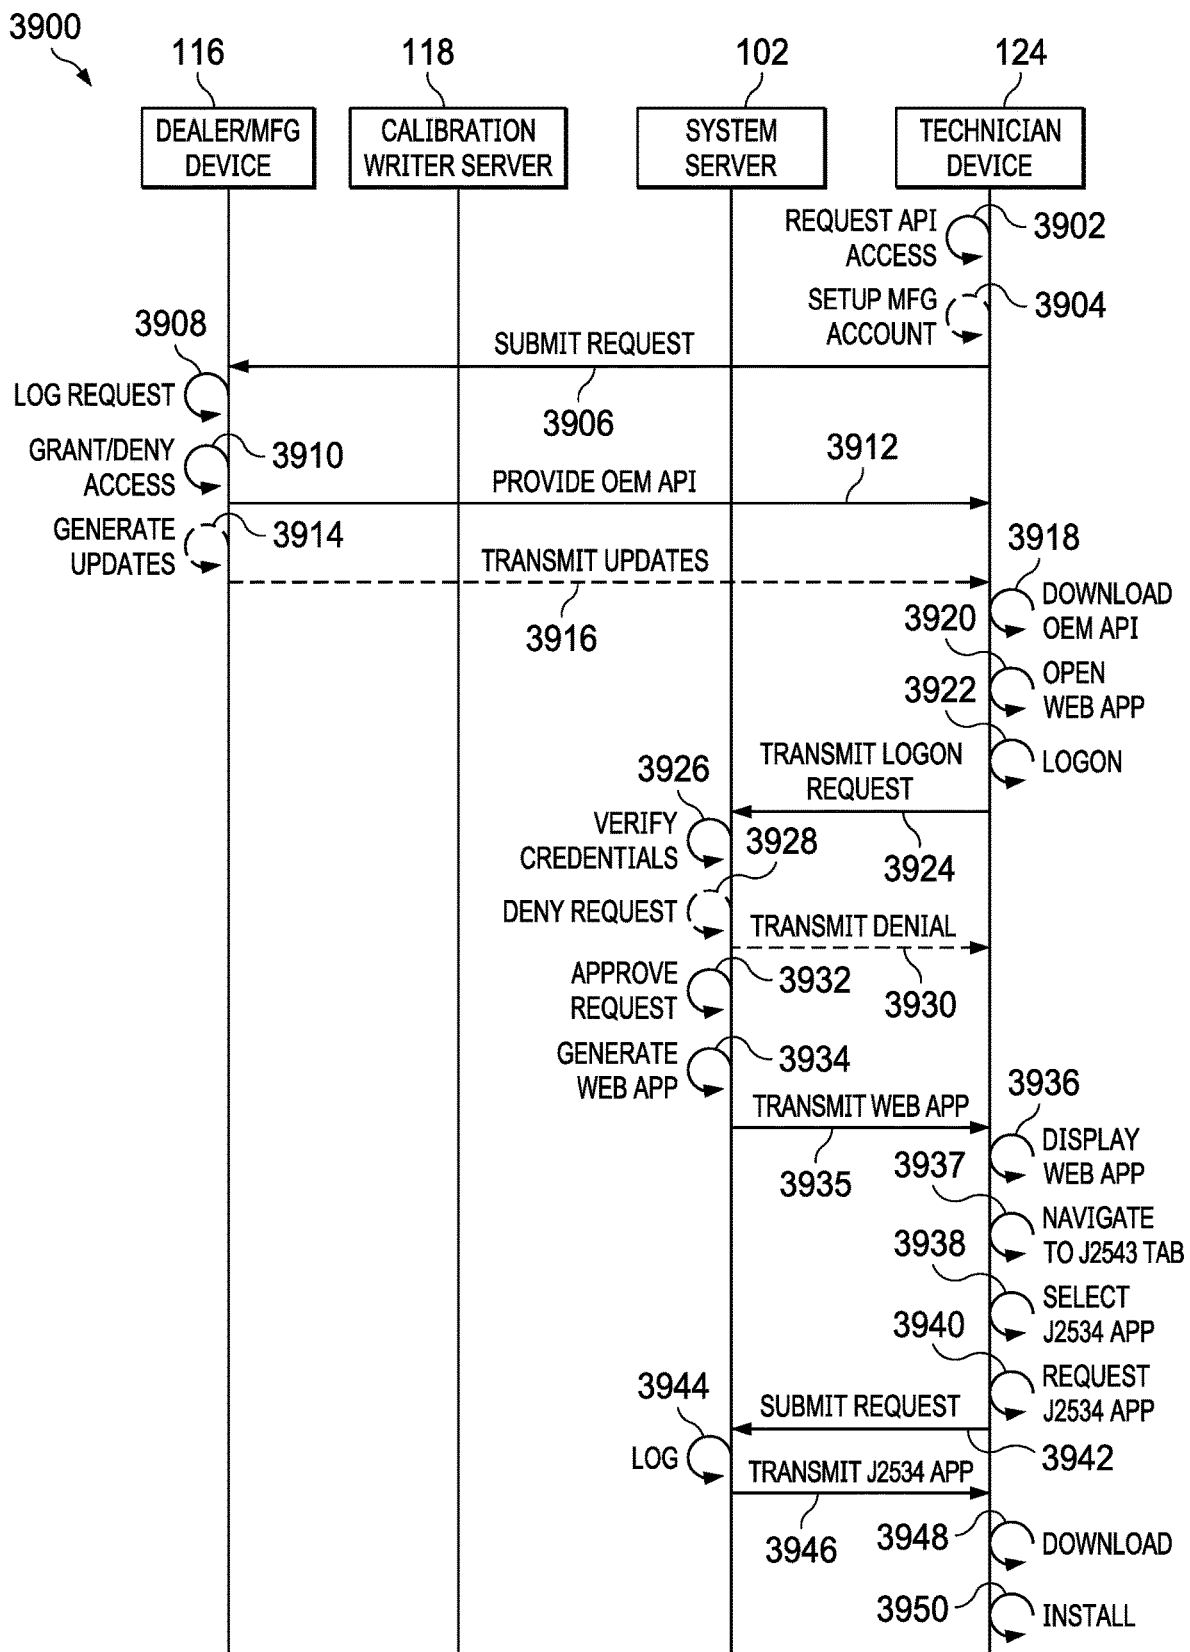 3900
116
118
102
124
DEALER/MFG
DEVICE
CALIBRATION
WRITER SERVER
SYSTEM
SERVER
TECHNICIAN
DEVICE
REQUEST API
ACCESS
3902
SETUP MFG
ACCOUNT
3904
3908
SUBMIT REQUEST
LOG REQUEST
3906
GRANT/DENY
ACCESS
3910
3912
PROVIDE OEM API
GENERATE
UPDATES
3914
TRANSMIT UPDATES
3916
3918
DOWNLOAD
OEM API
3920
OPEN
WEB APP
3922
LOGON
TRANSMIT LOGON
REQUEST
3926
VERIFY
CREDENTIALS
3924
3928
DENY REQUEST
TRANSMIT DENIAL
3930
APPROVE
REQUEST
3932
GENERATE
WEB APP
3934
TRANSMIT WEB APP
3935
3936
DISPLAY
WEB APP
3937
NAVIGATE
TO J2543 TAB
3938
SELECT
J2534 APP
3940
REQUEST
J2534 APP
3944
SUBMIT REQUEST
3942
LOG
TRANSMIT J2534 APP
3946
3948
DOWNLOAD
3950
INSTALL